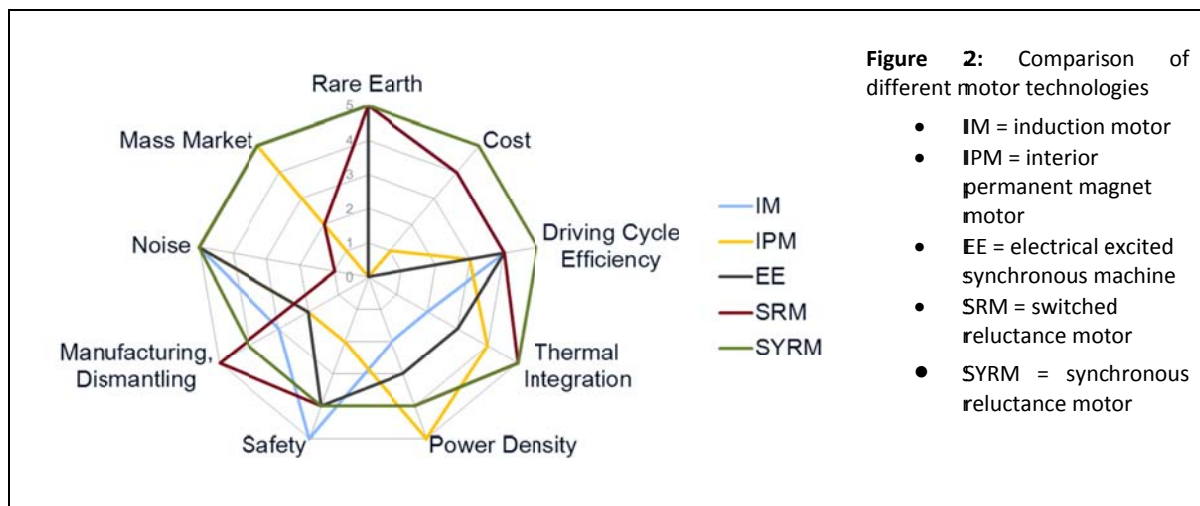 Rare Earth
5
Mass Market
Cost
4
3
2
Noise
1
Driving Cycle
Efficiency
0
Manufacturing,
Dismantling
Thermal
Integration
Safety
Power Density
IM
IPM
EE
SRM
SYRM
Figure 2: Comparison of
different motor technologies
• IM = induction motor
• IPM = interior
permanent magnet
motor
• EE = electrical excited
synchronous machine
• SRM = switched
reluctance motor
• SYRM = synchronous
reluctance motor